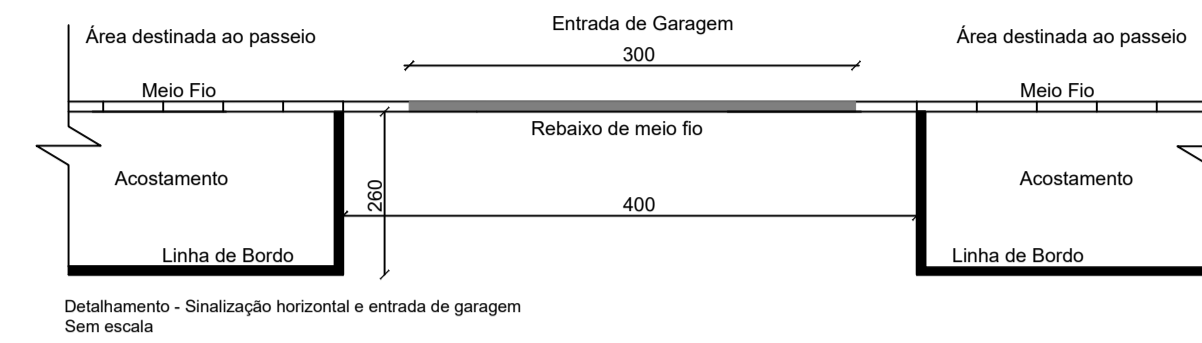 Entrada de Garagem
Área destinada ao passeio
Área destinada ao passeio
300
Meio Fio
Meio Fio
Rebaixo de meio fio
Acostamento
260
400
Acostamento
Linha de Bordo
Linha de Bordo
Detalhamento - Sinalização horizontal e entrada de garagem
Sem escala